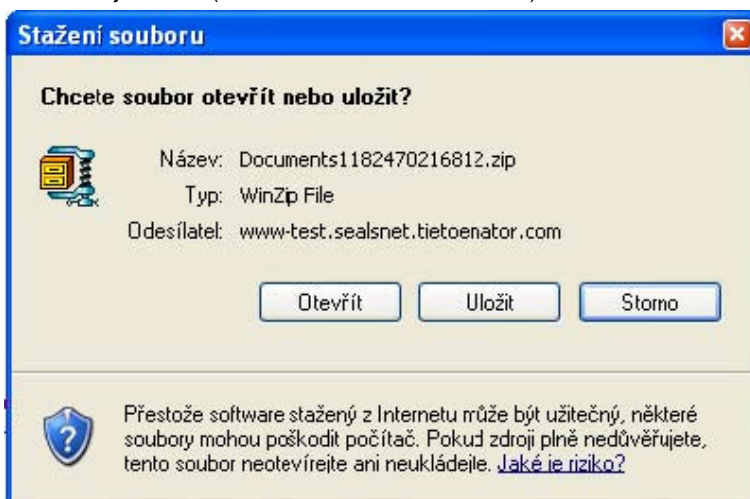 Stažení souboru
Chcete soubor otevřít nebo uložit?
Název: Documents1182470216812.zip
Typ: WinZip File
Odesílatel: www-test.sealsnet.tietoenator.com
Otevřít Uložit Storno
Přestože software stažený z Internetu může být užitečný, některé
soubory mohou poškodit počítač. Pokud zdroji plně nedůvěřujete,
tento soubor neotevírejte ani neukládejte. Jaké je riziko?